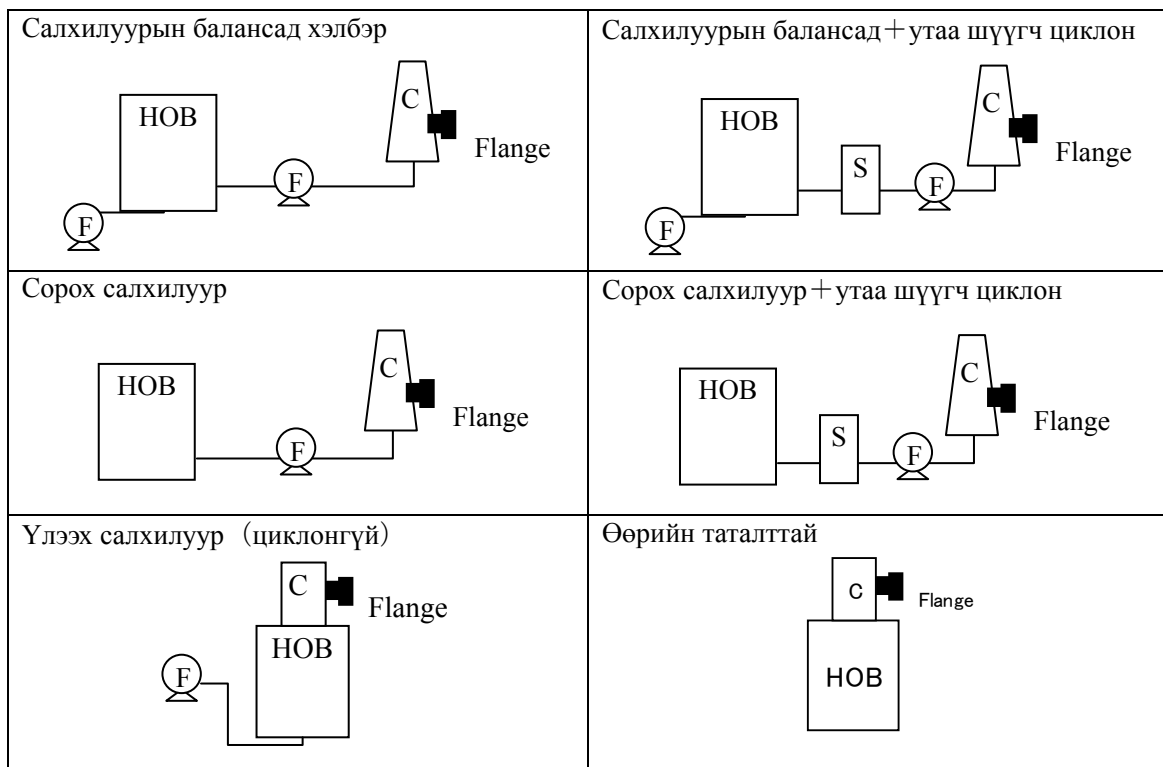 Салхилуурын балансад хэлбэр
HOB
C
Flange
F
F
Салхилуурын балансад＋утаа шүүгч циклон
HOB
C
Flange
S
F
F
Сорох салхилуур
HOB
C
Flange
F
Сорох салхилуур＋утаа шүүгч циклон
HOB
C
Flange
S
F
Үлээх салхилуур（циклонгүй）
C
Flange
HOB
F
Өөрийн таталттай
C
Flange
HOB